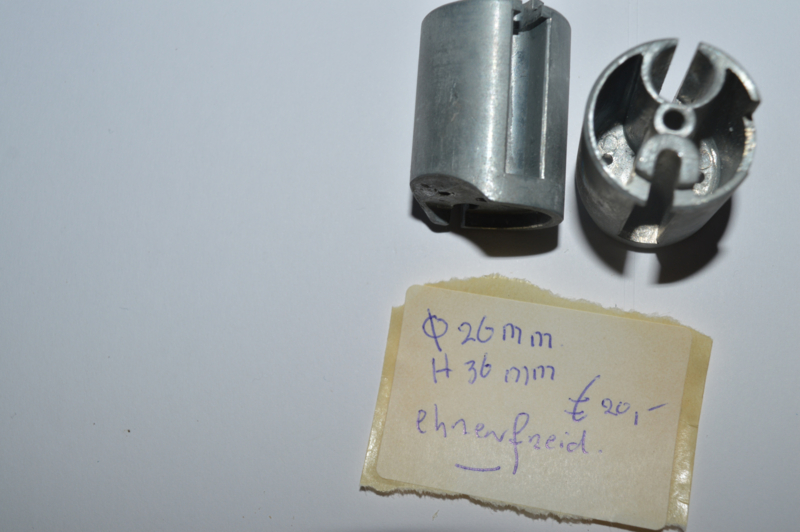 Φ 26 mm.
H 36 mm
€ 20,-
ehrenfreid.